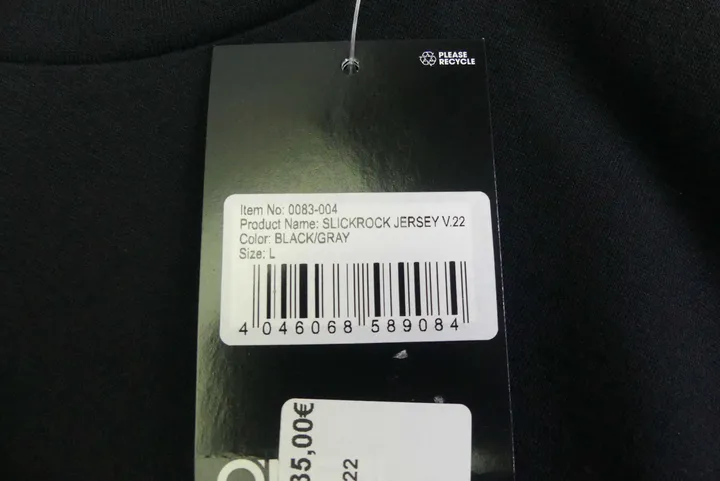 PLEASE
RECYCLE
Item No: 0083-004
Product Name: SLICKROCK JERSEY V.22
Color: BLACK/GRAY
Size: L
4 046068 589084
35,00€
22